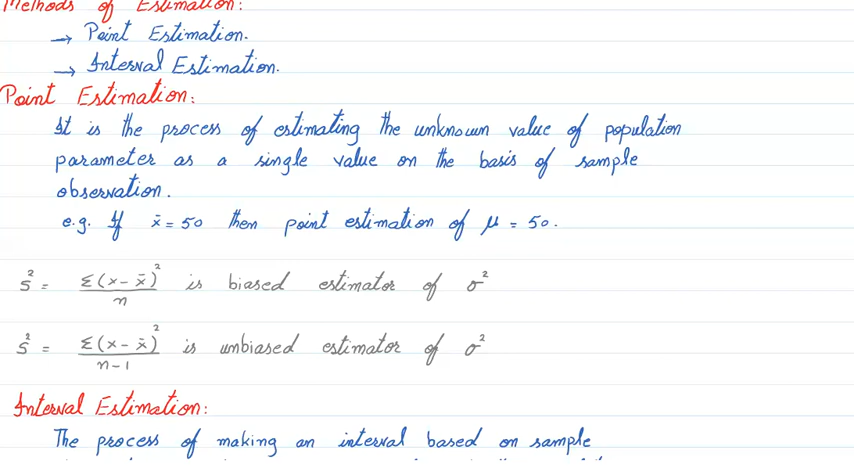 Methods of Estimation:
→ Point Estimation.
→ Interval Estimation.
Point Estimation:
It is the process of estimating the unknown value of population
parameter as a single value on the basis of sample
observation.
e.g. If x̄ = 50 then point estimation of μ = 50.
s² = Σ(x - x̄)² / n is biased estimator of σ²
s² = Σ(x - x̄)² / n-1 is unbiased estimator of σ²
Interval Estimation:
The process of making an interval based on sample